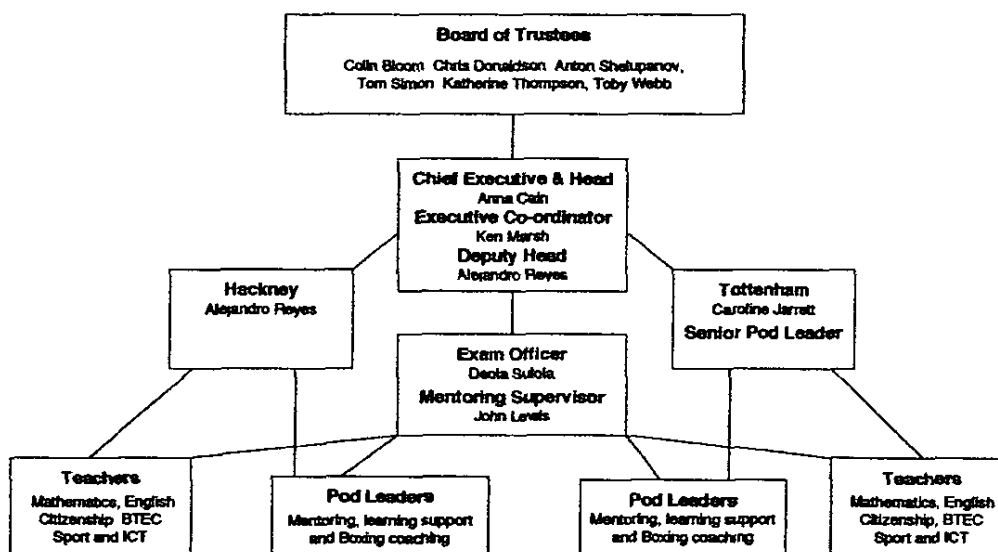 Board of Trustees
Colin Bloom Chris Donaldson Anton Shelupanov,
Tom Simon Katherine Thompson, Toby Webb
Chief Executive & Head
Anna Cain
Executive Co-ordinator
Ken Marsh
Deputy Head
Alejandro Reyes
Hackney
Alejandro Reyes
Tottenham
Caroline Jarrett
Senior Pod Leader
Exam Officer
Deola
Mentoring Supervisor
John Lewis
Teachers
Mathematics, English
Citizenship BTEC
Sport and ICT
Pod Leaders
Mentoring, learning support
and Boxing coaching
Pod Leaders
Mentoring, learning support
and Boxing coaching
Teachers
Mathematics, English
Citizenship, BTEC
Sport and ICT